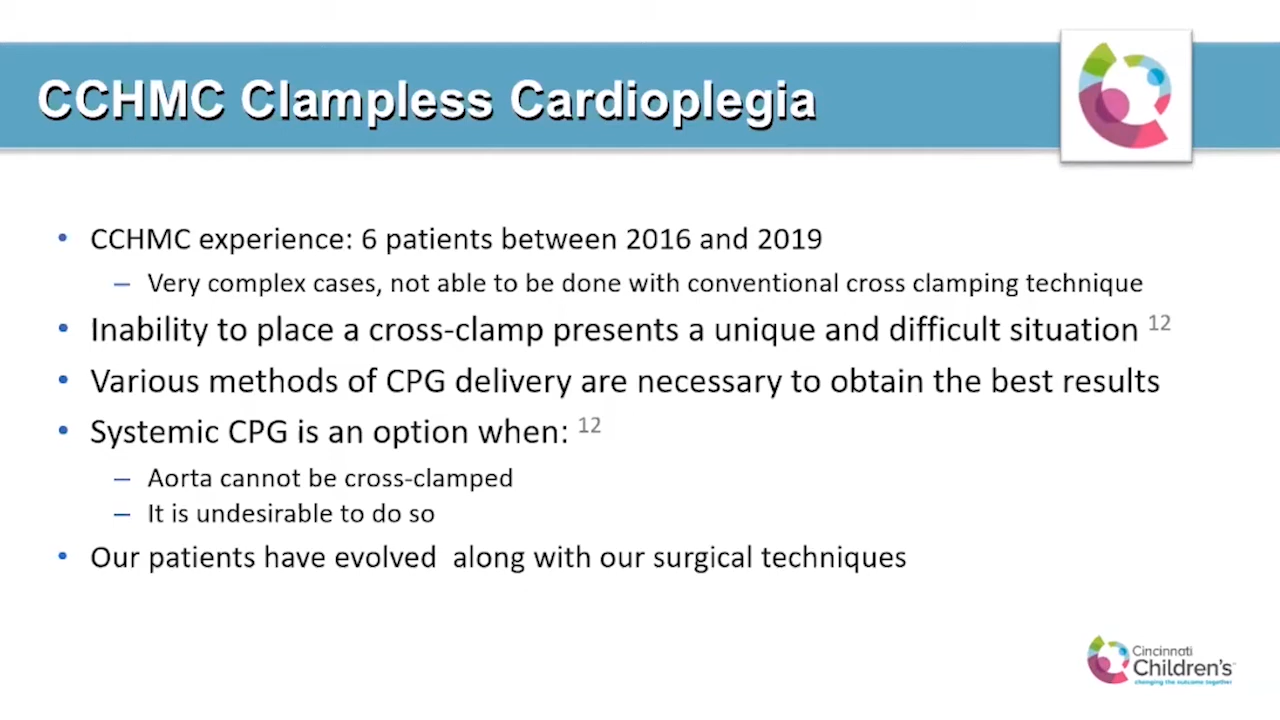 CCHMC Clampless Cardioplegia
• CCHMC experience: 6 patients between 2016 and 2019
– Very complex cases, not able to be done with conventional cross clamping technique
• Inability to place a cross-clamp presents a unique and difficult situation 12
• Various methods of CPG delivery are necessary to obtain the best results
• Systemic CPG is an option when: 12
– Aorta cannot be cross-clamped
– It is undesirable to do so
• Our patients have evolved  along with our surgical techniques
Cincinnati
Children's™
changing the outcome together